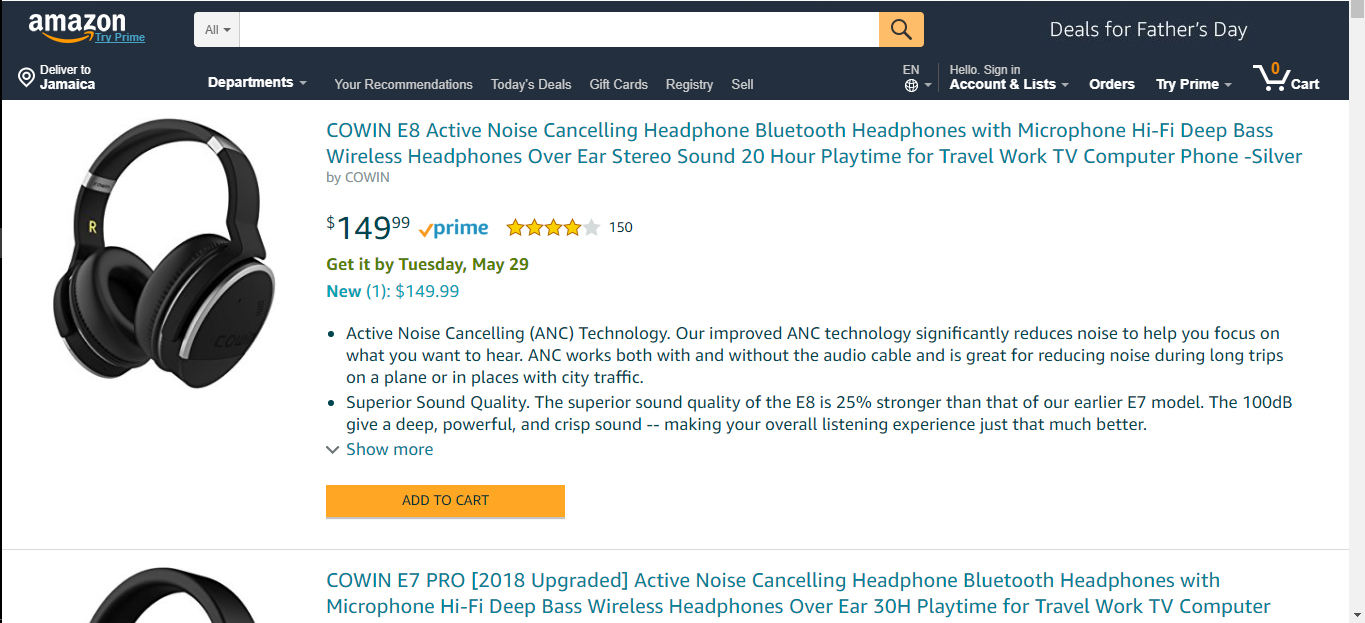 amazon
Try Prime
All
Deals for Father's Day
Deliver to
Jamaica
Departments
Your Recommendations Today's Deals Gift Cards Registry Sell
EN
Hello. Sign in
Account & Lists
Orders
Try Prime
0
Cart
COWIN E8 Active Noise Cancelling Headphone Bluetooth Headphones with Microphone Hi-Fi Deep Bass
Wireless Headphones Over Ear Stereo Sound 20 Hour Playtime for Travel Work TV Computer Phone -Silver
by COWIN
R
COWIN
$149 99 prime 150
Get it by Tuesday, May 29
New (1): $149.99
• Active Noise Cancelling (ANC) Technology. Our improved ANC technology significantly reduces noise to help you focus on
what you want to hear. ANC works both with and without the audio cable and is great for reducing noise during long trips
on a plane or in places with city traffic.
• Superior Sound Quality. The superior sound quality of the E8 is 25% stronger than that of our earlier E7 model. The 100dB
give a deep, powerful, and crisp sound -- making your overall listening experience just that much better.
Show more
ADD TO CART
COWIN E7 PRO [2018 Upgraded] Active Noise Cancelling Headphone Bluetooth Headphones with
Microphone Hi-Fi Deep Bass Wireless Headphones Over Ear 30H Playtime for Travel Work TV Computer